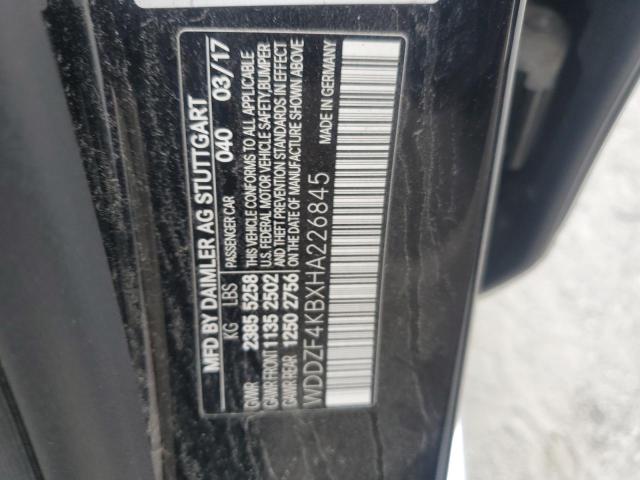 MFD BY DAIMLER AG STUTTGART
040 03/17
KG LBS PASSENGER CAR
GVWR 2385 5258 THIS VEHICLE CONFORMS TO ALL APPLICABLE
GAWR FRONT 1135 2502 U.S. FEDERAL MOTOR VEHICLE SAFETY, BUMPER
GAWR REAR 1250 2756 AND THEFT PREVENTION STANDARDS IN EFFECT
ON THE DATE OF MANUFACTURE SHOWN ABOVE
WDDZF4KBXHA226845 MADE IN GERMANY